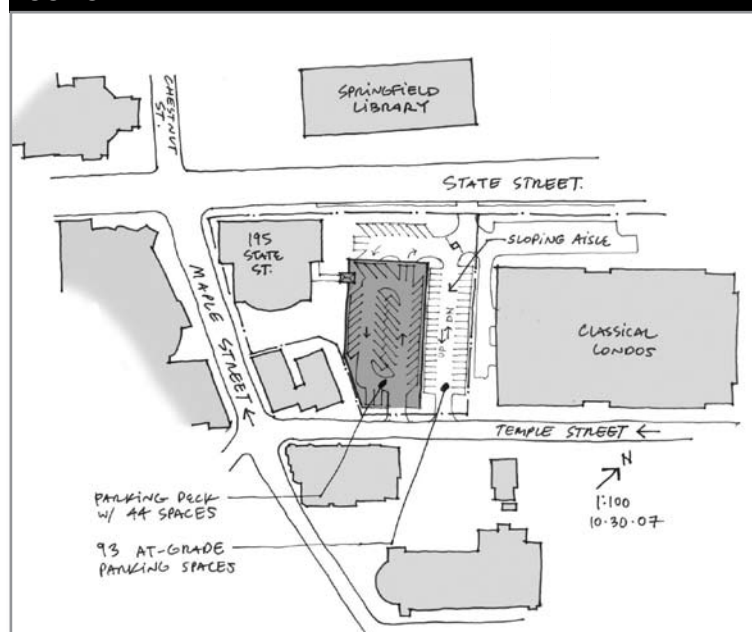 CHESTNUT
ST.
SPRINGFIELD
LIBRARY
STATE STREET.
195
STATE
ST.
SLOPING AISLE
MAPLE STREET
DN
UP
CLASSICAL
CONDOS
TEMPLE STREET
PARKING DECK
W/ 44 SPACES
N
1:100
10.30.07
93 AT-GRADE
PARKING SPACES